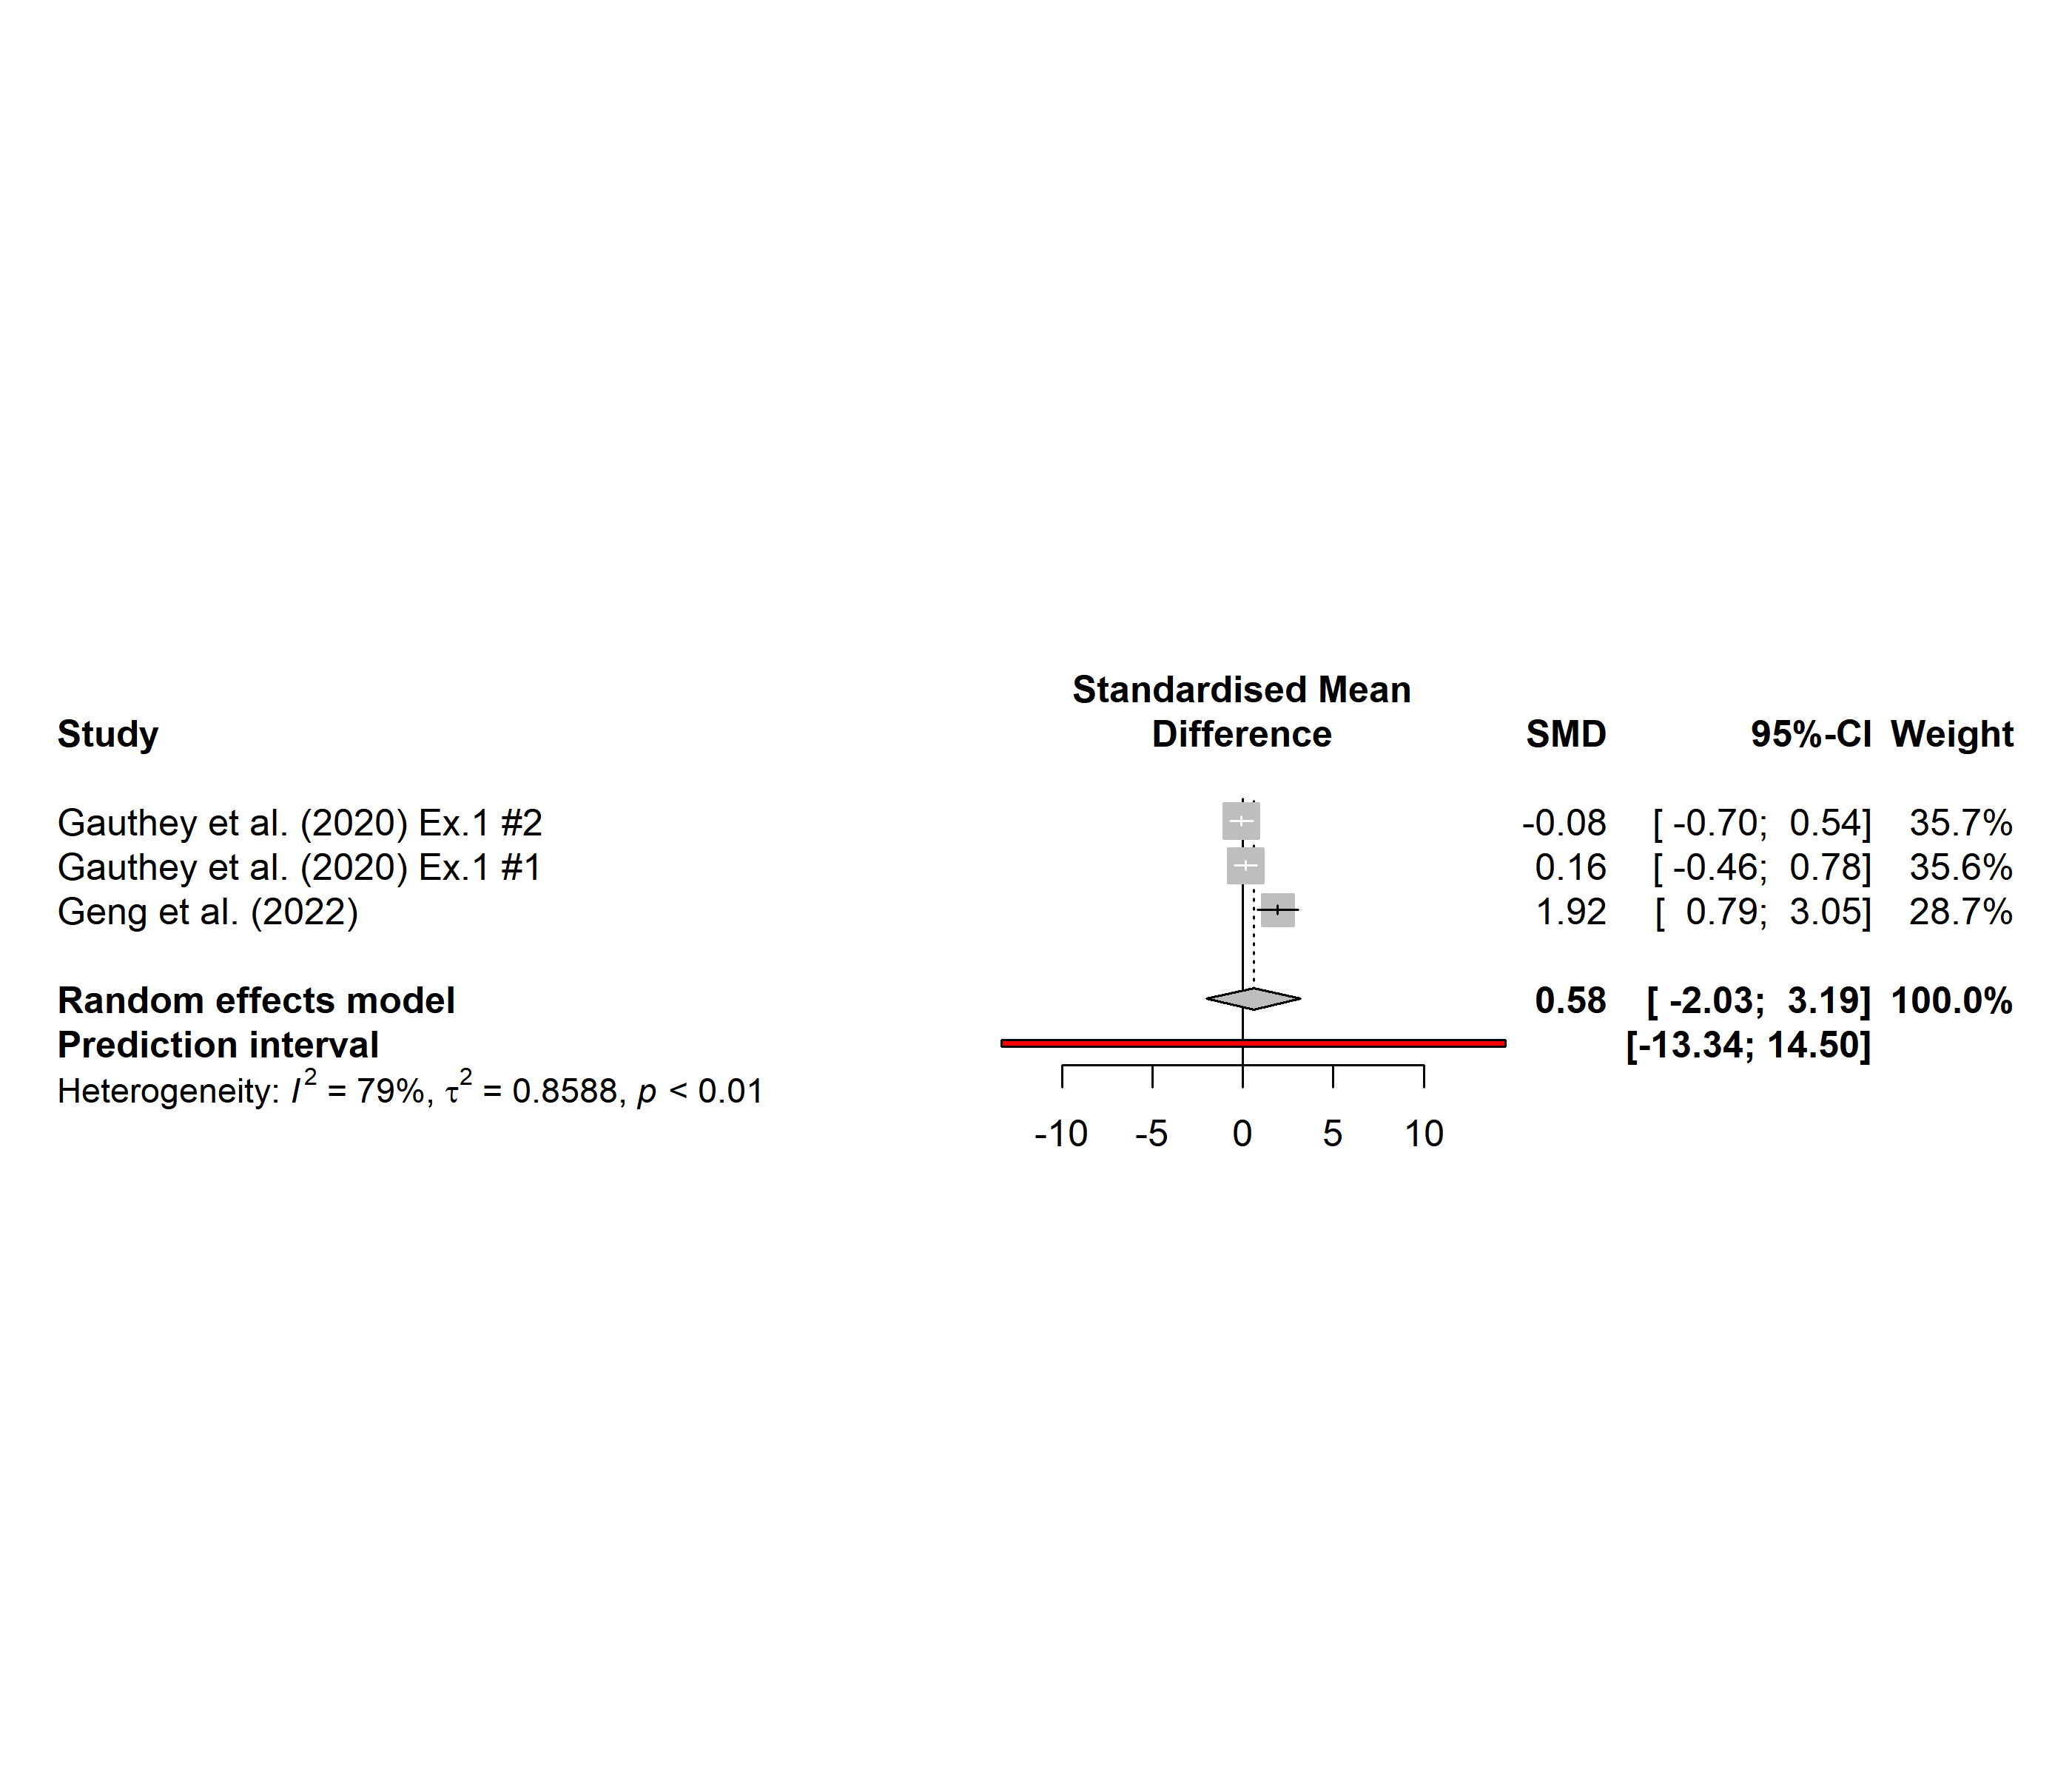 Standardised Mean
Study Difference SMD 95%-CI Weight
Gauthey et al. (2020) Ex.1 #2 -0.08 [ -0.70; 0.54] 35.7%
Gauthey et al. (2020) Ex.1 #1 0.16 [ -0.46; 0.78] 35.6%
Geng et al. (2022) 1.92 [ 0.79; 3.05] 28.7%
Random effects model 0.58 [ -2.03; 3.19] 100.0%
Prediction interval [-13.34; 14.50]
Heterogeneity: I² = 79%, τ² = 0.8588, p < 0.01
-10 -5 0 5 10